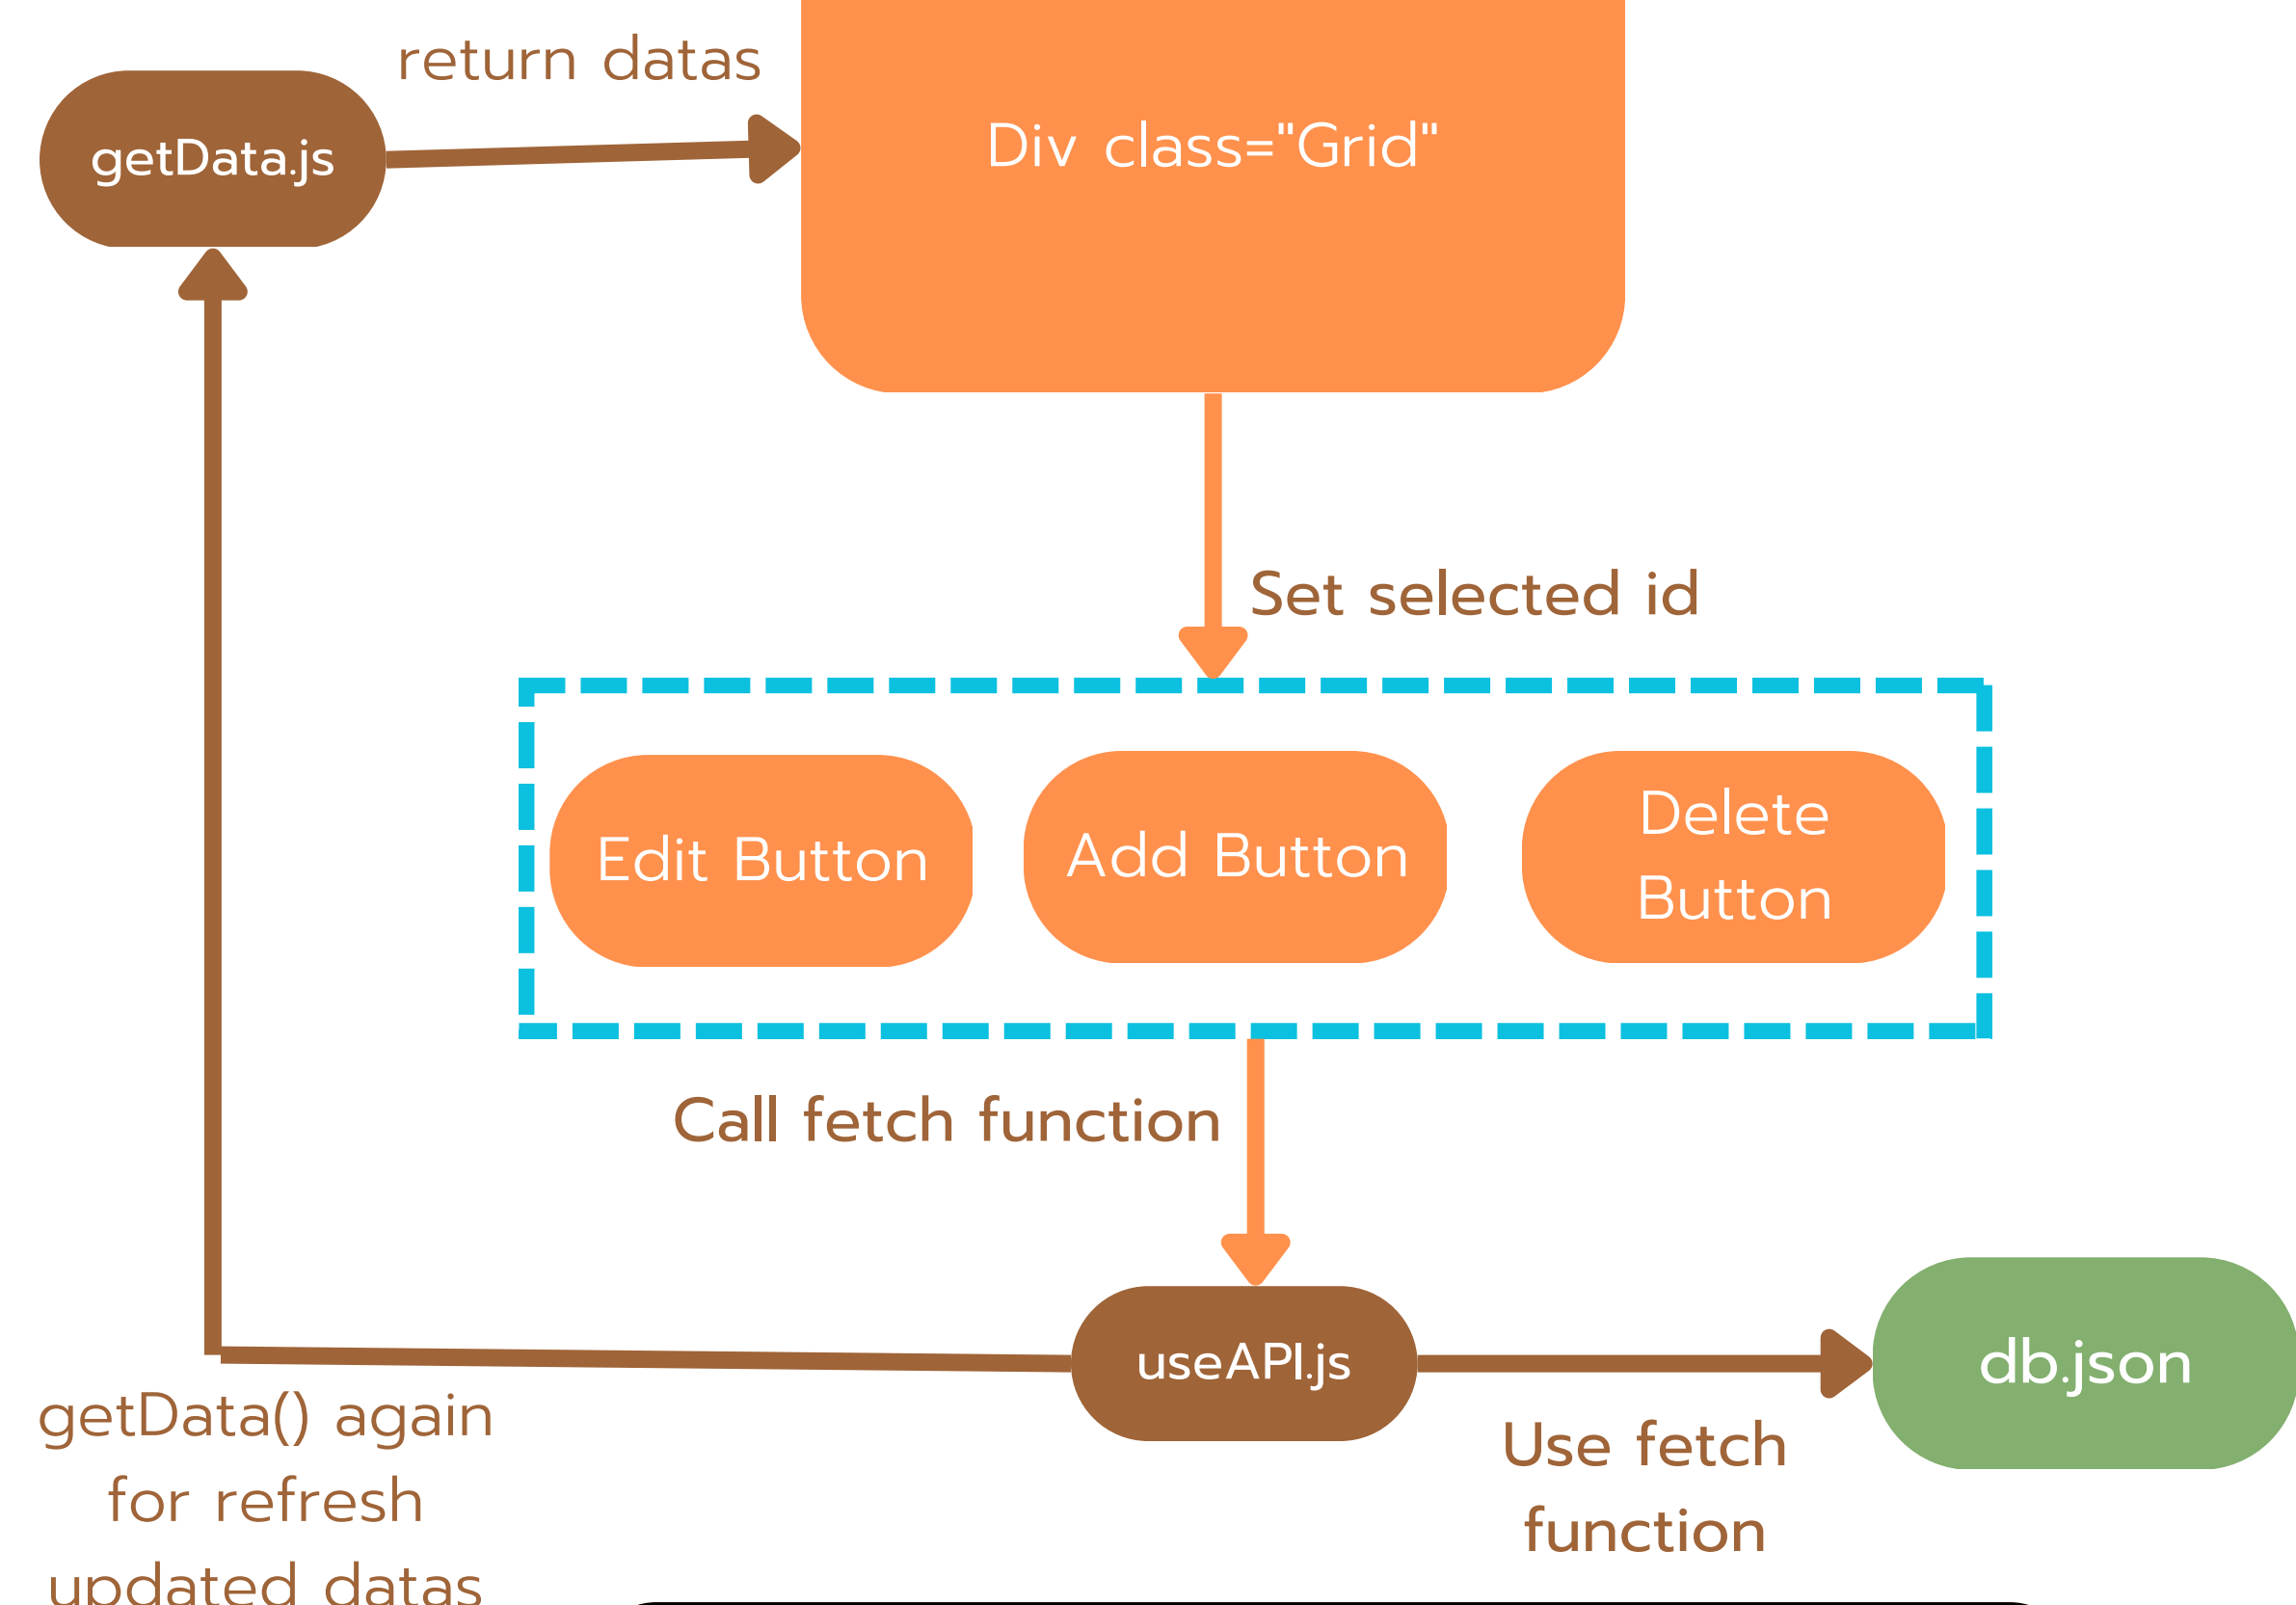 return datas
getData.js
Div class="Grid"
Set selected id
Edit Button
Add Button
Delete
Button
Call fetch function
useAPI.js
db.json
getData() again
for refresh
updated datas
Use fetch
function